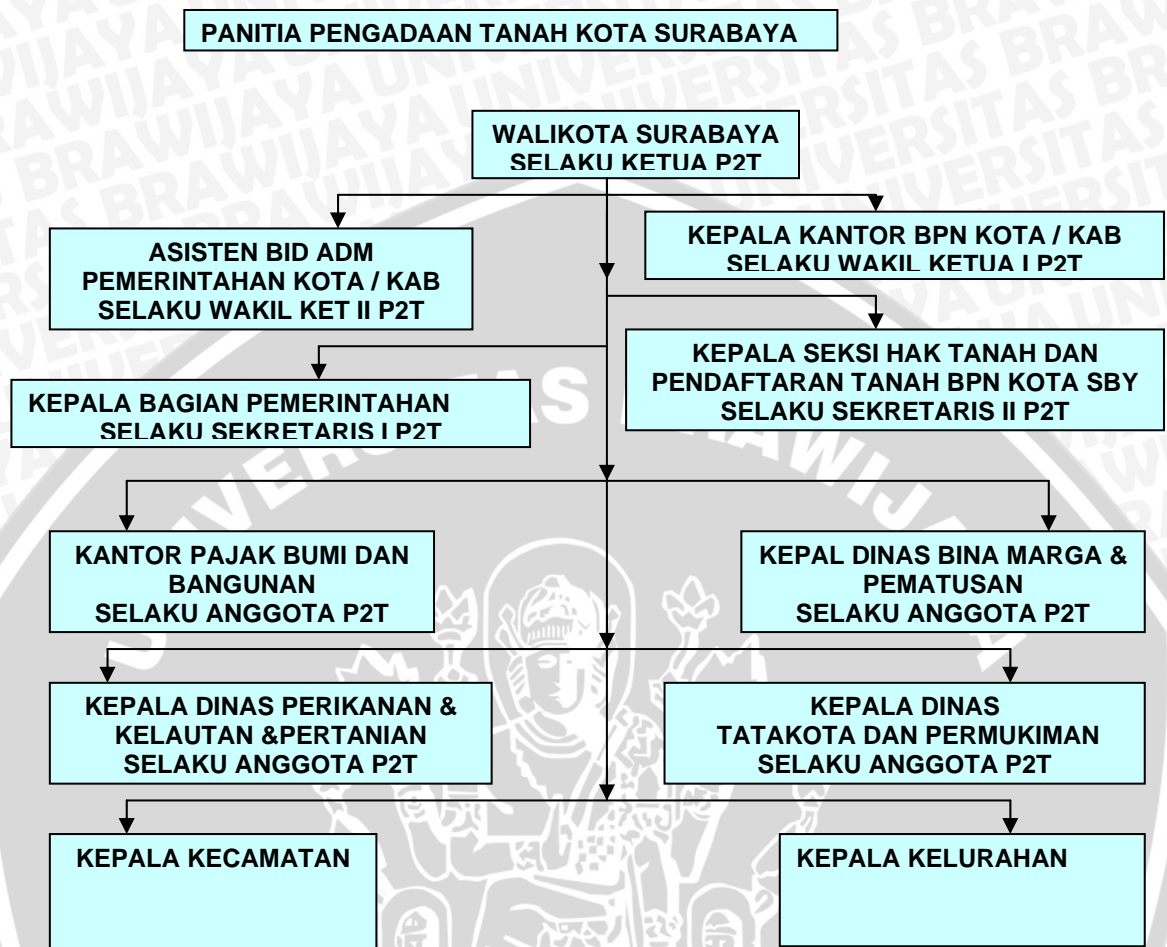 PANITIA PENGADAAN TANAH KOTA SURABAYA
WALIKOTA SURABAYA
SELAKU KETUA P2T
ASISTEN BID ADM
PEMERINTAHAN KOTA / KAB
SELAKU WAKIL KET II P2T
KEPALA KANTOR BPN KOTA / KAB
SELAKU WAKIL KETUA I P2T
KEPALA BAGIAN PEMERINTAHAN
SELAKU SEKRETARIS I P2T
KEPALA SEKSI HAK TANAH DAN
PENDAFTARAN TANAH BPN KOTA SBY
SELAKU SEKRETARIS II P2T
KANTOR PAJAK BUMI DAN
BANGUNAN
SELAKU ANGGOTA P2T
KEPAL DINAS BINA MARGA &
PEMATUSAN
SELAKU ANGGOTA P2T
KEPALA DINAS PERIKANAN &
KELAUTAN &PERTANIAN
SELAKU ANGGOTA P2T
KEPALA DINAS
TATAKOTA DAN PERMUKIMAN
SELAKU ANGGOTA P2T
KEPALA KECAMATAN
KEPALA KELURAHAN
UNIVERSITAS BRAWIJAYA